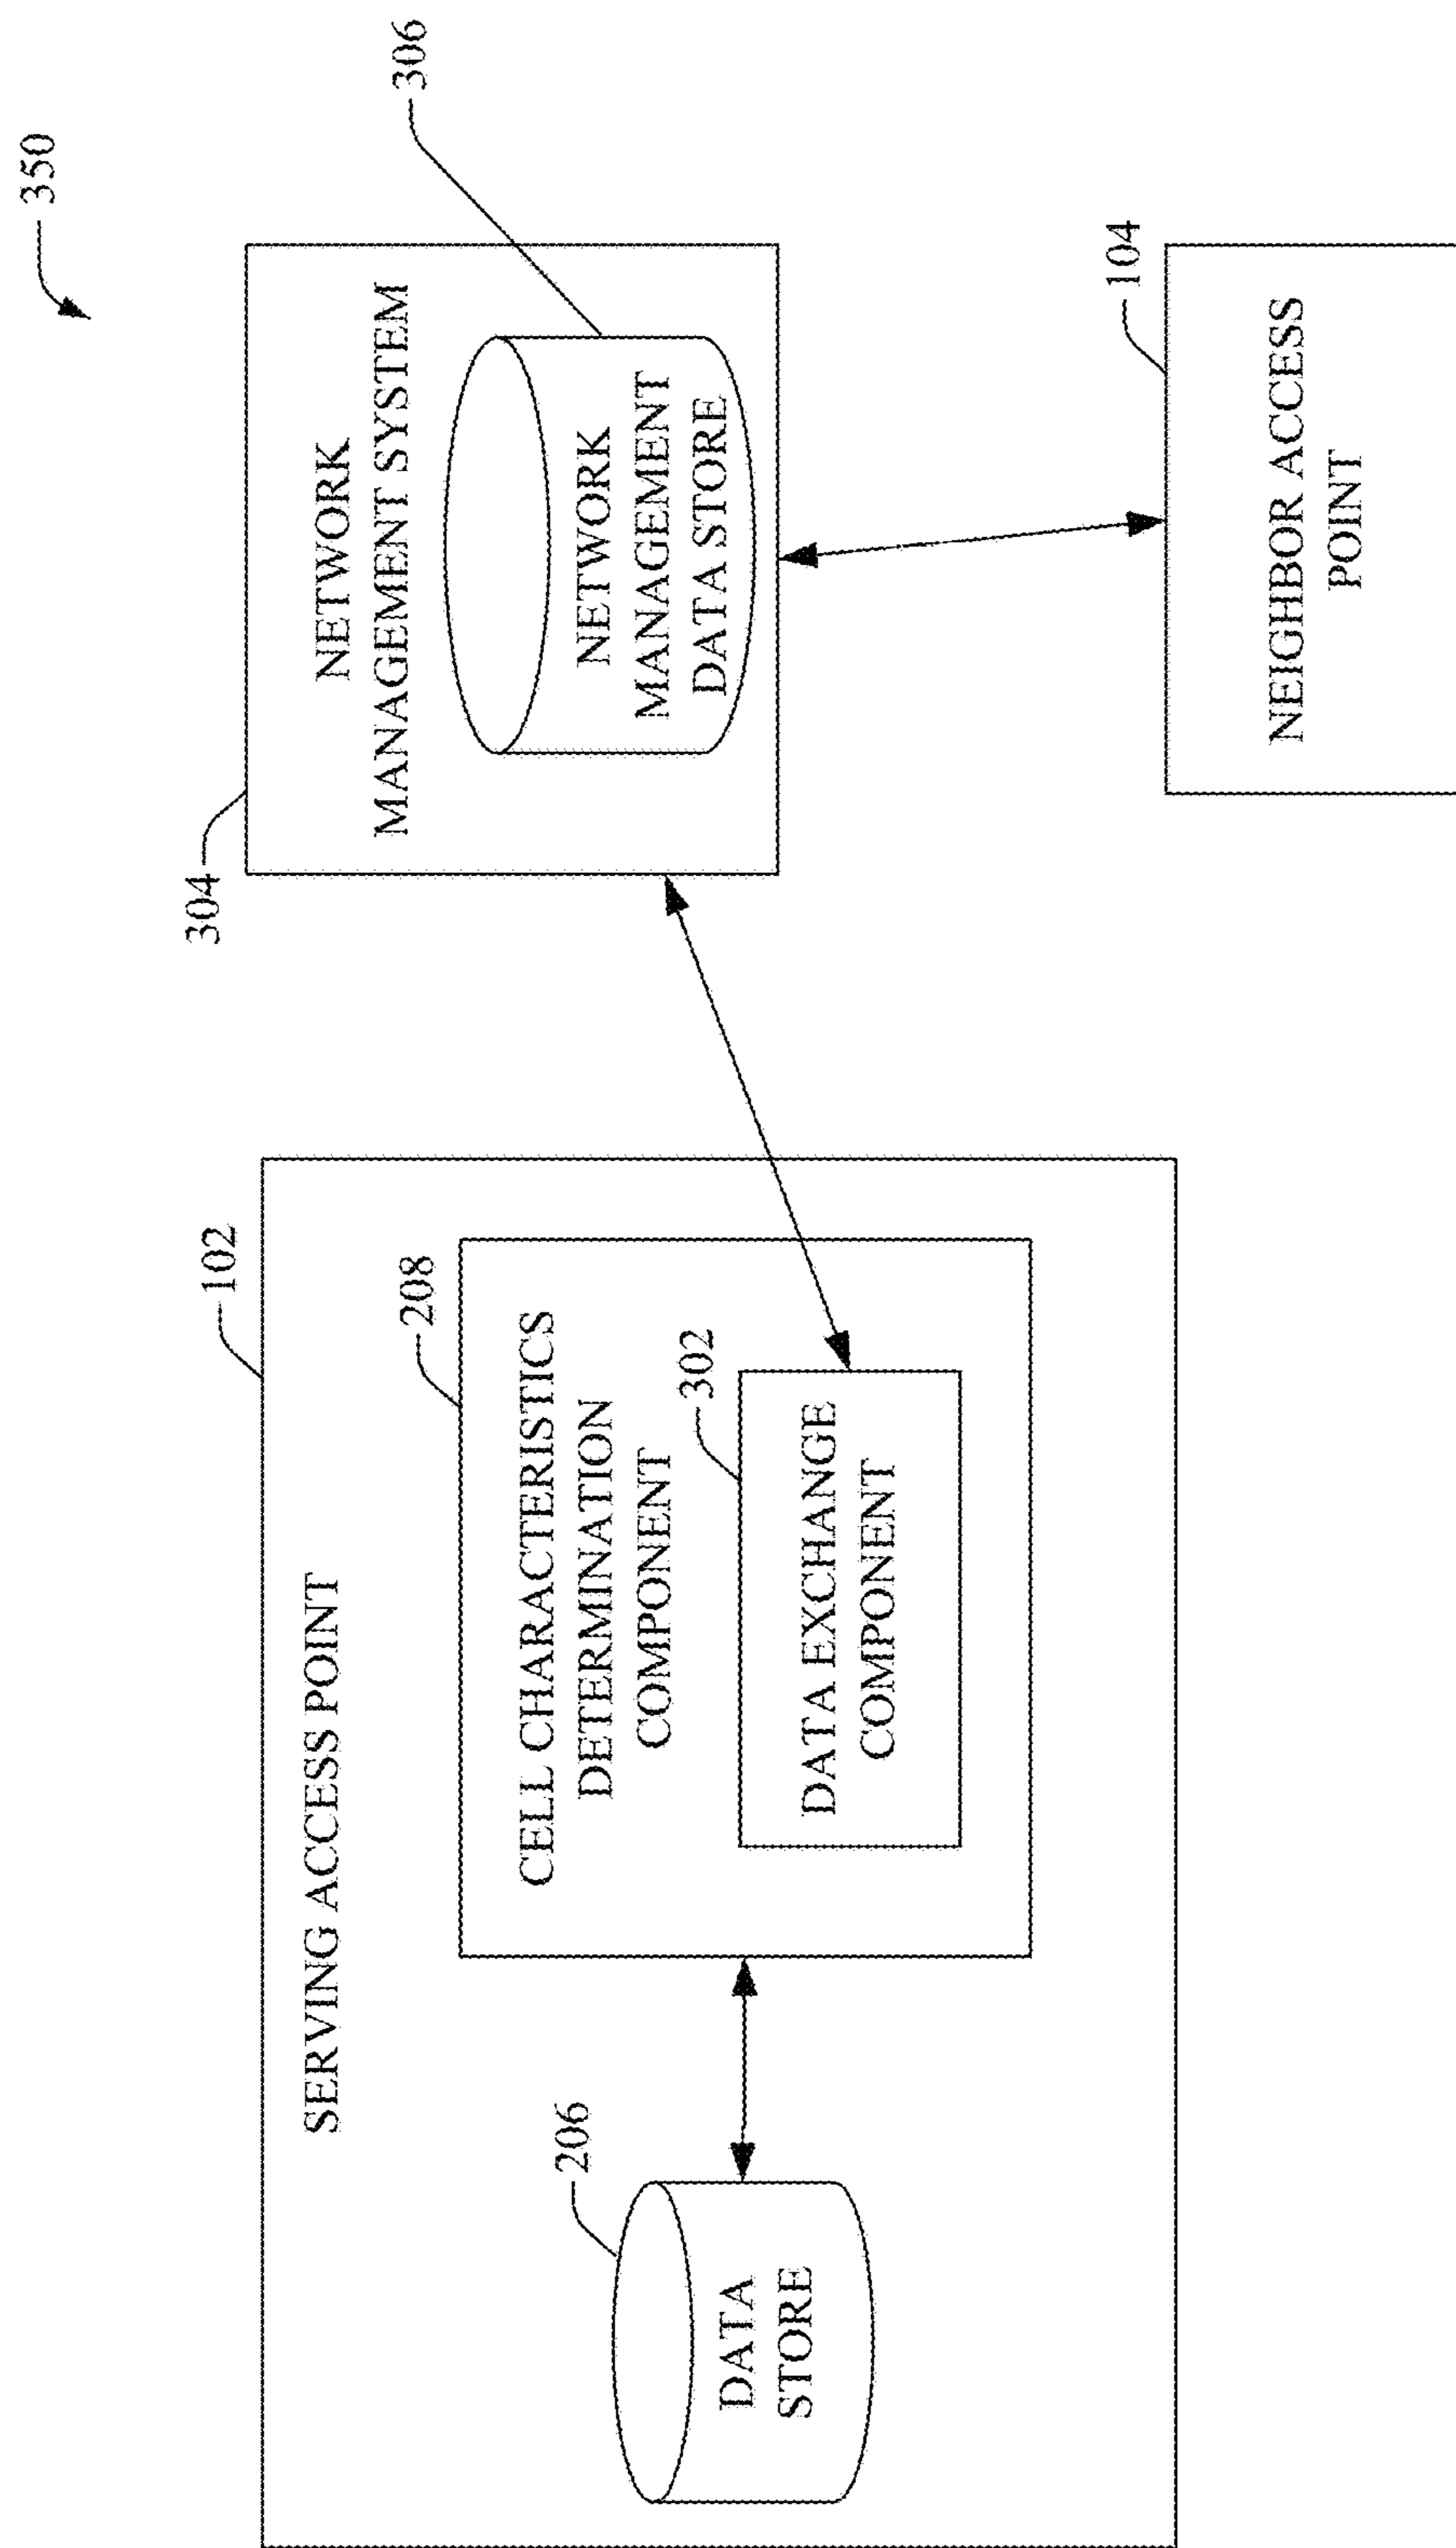 350
SERVING ACCESS POINT
102
206
DATA
STORE
CELL CHARACTERISTICS
DETERMINATION
COMPONENT
208
DATA EXCHANGE
COMPONENT
302
304
NETWORK
MANAGEMENT SYSTEM
NETWORK
MANAGEMENT
DATA STORE
306
104
NEIGHBOR ACCESS
POINT